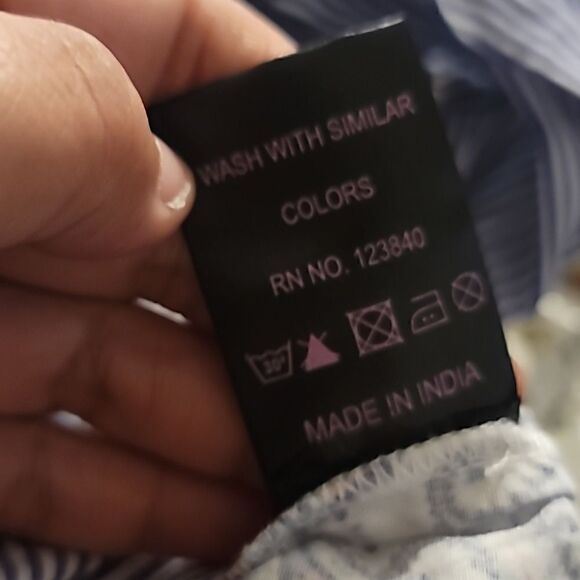 WASH WITH SIMILAR
COLORS
RN NO. 123840
30°
MADE IN INDIA